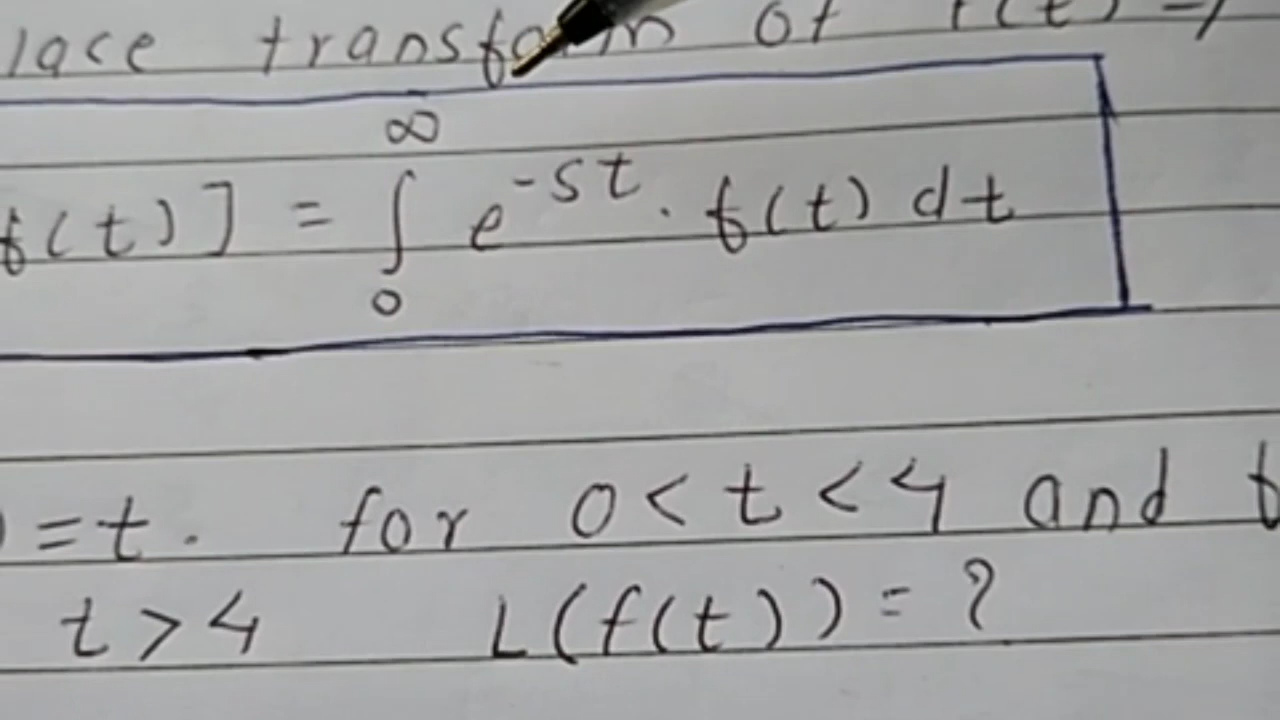 lace transform of f(t) →
∞
f(t)] = ∫ e^-st . f(t) dt
0
) = t . for 0 < t < 4 and f
t > 4 L(f(t)) = ?